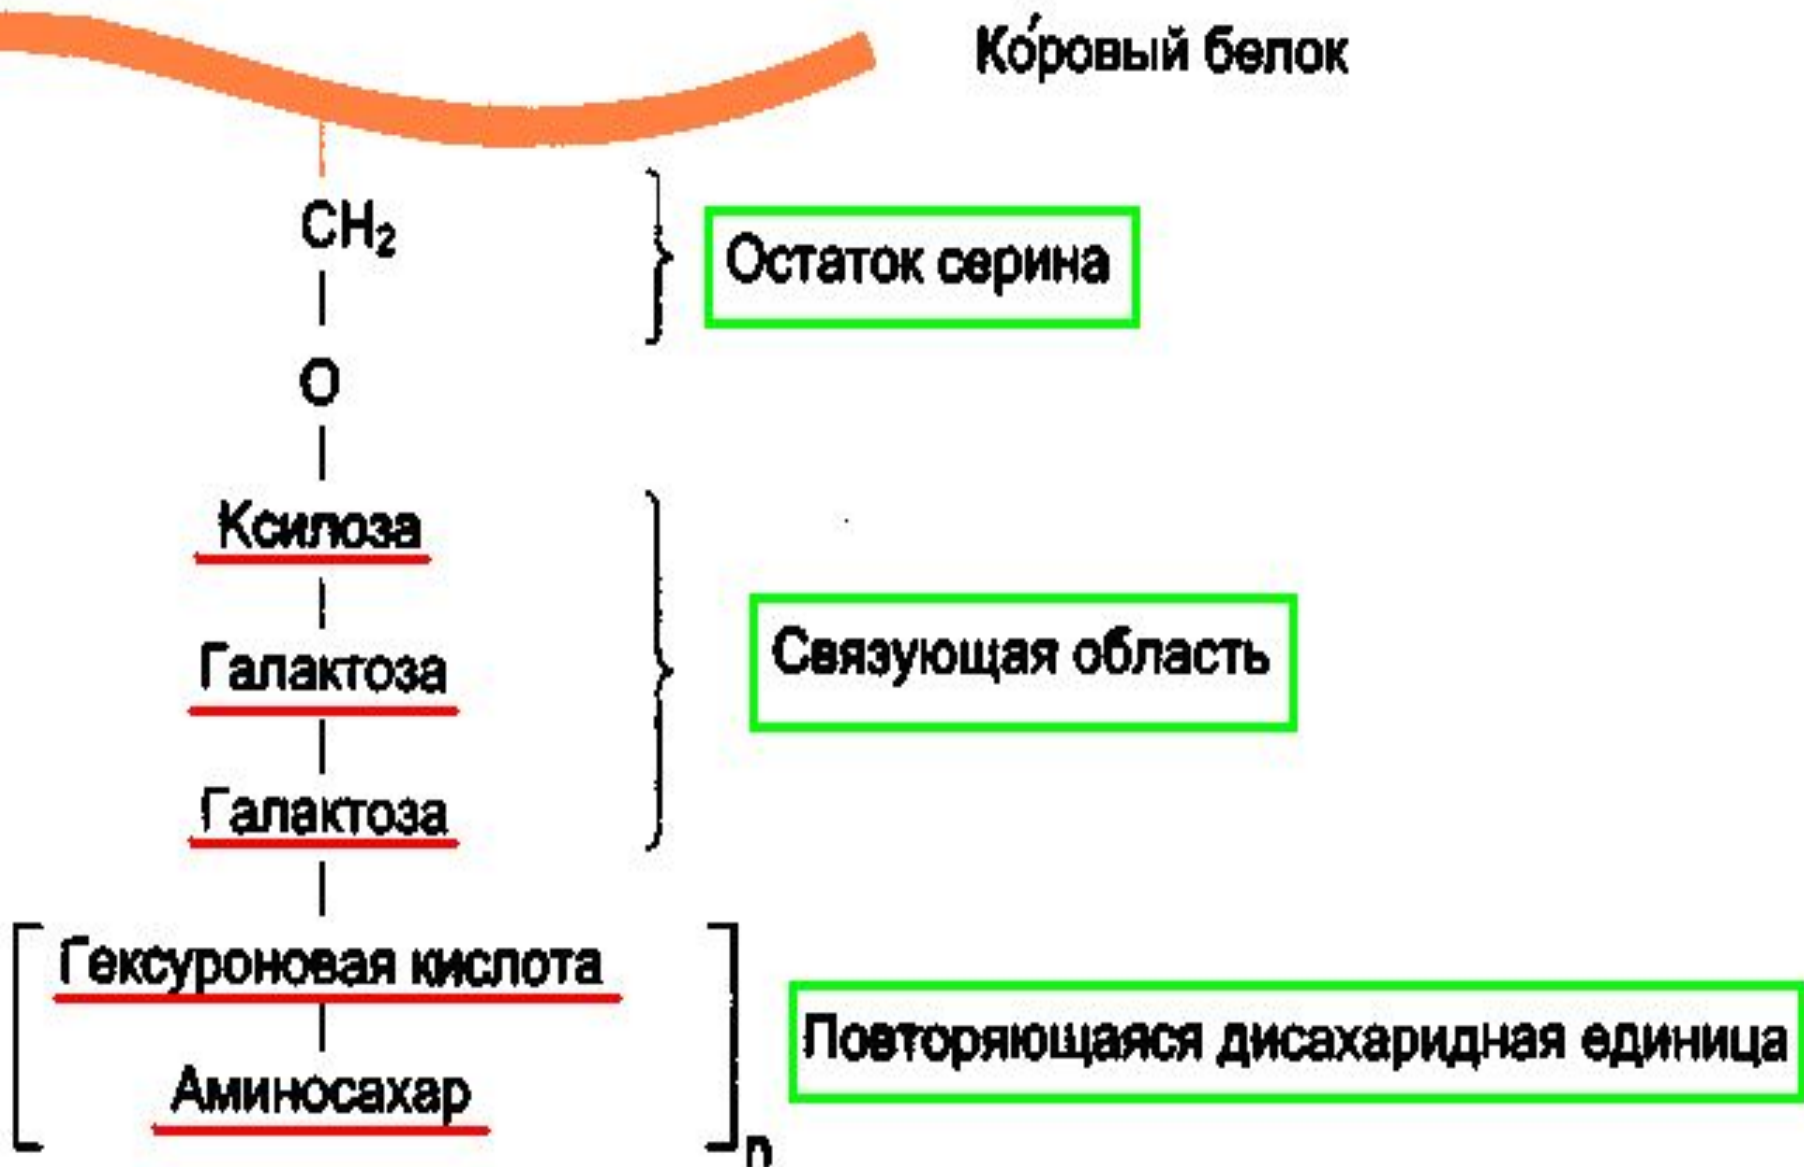 Ко́ровый белок
CH₂
Остаток серина
O
Ксилоза
Галактоза
Связующая область
Галактоза
Гексуроновая кислота
Повторяющаяся дисахаридная единица
Аминосахар
n